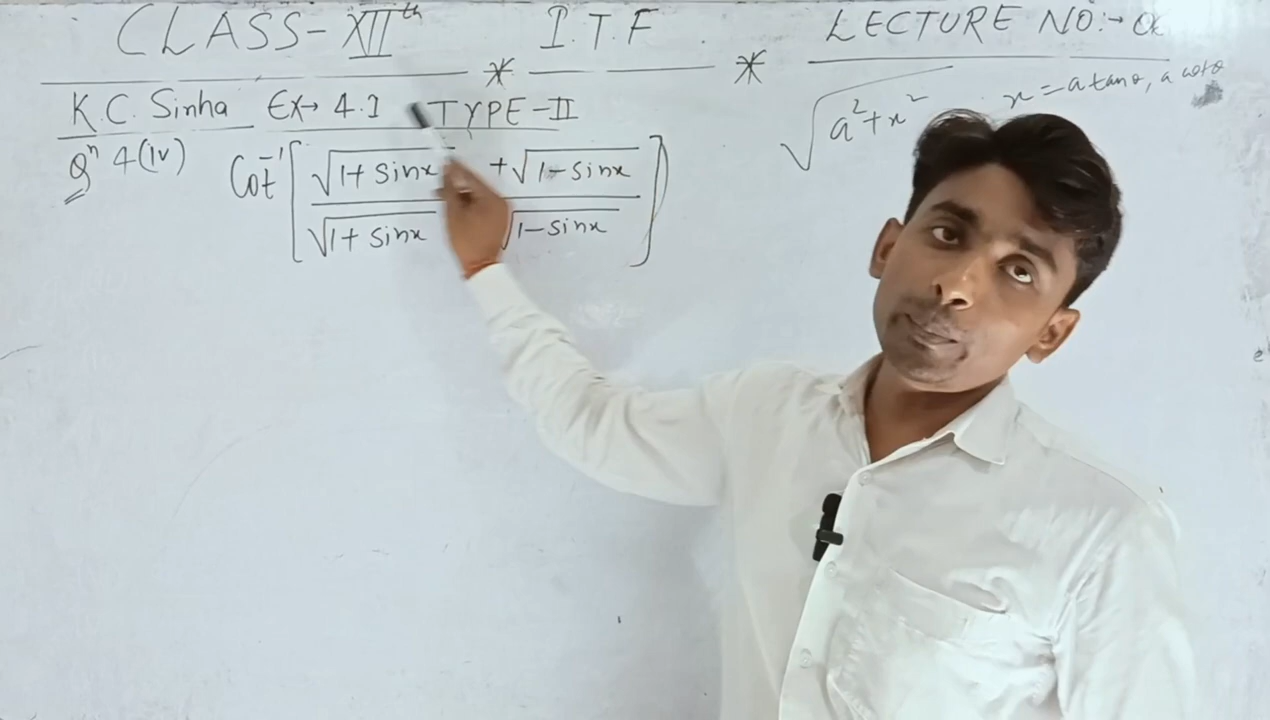 CLASS-XIIth * I.T.F * LECTURE NO:-
K.C. Sinha EX→ 4.1 TYPE-II
√a²+x² x = a tanθ, a cotθ
Qⁿ 4(iv) Cot⁻¹[√1+sinx +√1-sinx]
√1+sinx √1-sinx